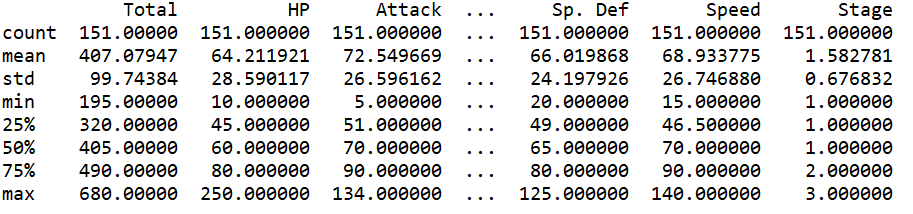 Total HP Attack ... Sp. Def Speed Stage
count 151.00000 151.000000 151.000000 ... 151.000000 151.000000 151.000000
mean 407.07947 64.211921 72.549669 ... 66.019868 68.933775 1.582781
std 99.74384 28.590117 26.596162 ... 24.197926 26.746880 0.676832
min 195.00000 10.000000 5.000000 ... 20.000000 15.000000 1.000000
25% 320.00000 45.000000 51.000000 ... 49.000000 46.500000 1.000000
50% 405.00000 60.000000 70.000000 ... 65.000000 70.000000 1.000000
75% 490.00000 80.000000 90.000000 ... 80.000000 90.000000 2.000000
max 680.00000 250.000000 134.000000 ... 125.000000 140.000000 3.000000